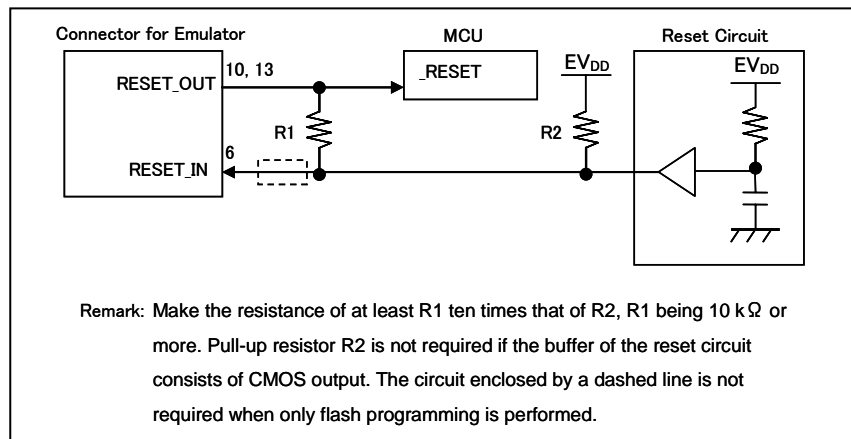 Connector for Emulator
MCU
Reset Circuit
RESET_OUT
10, 13
_RESET
EVDD
EVDD
R1
R2
6
RESET_IN
Remark: Make the resistance of at least R1 ten times that of R2, R1 being 10 kΩ or
more. Pull-up resistor R2 is not required if the buffer of the reset circuit
consists of CMOS output. The circuit enclosed by a dashed line is not
required when only flash programming is performed.